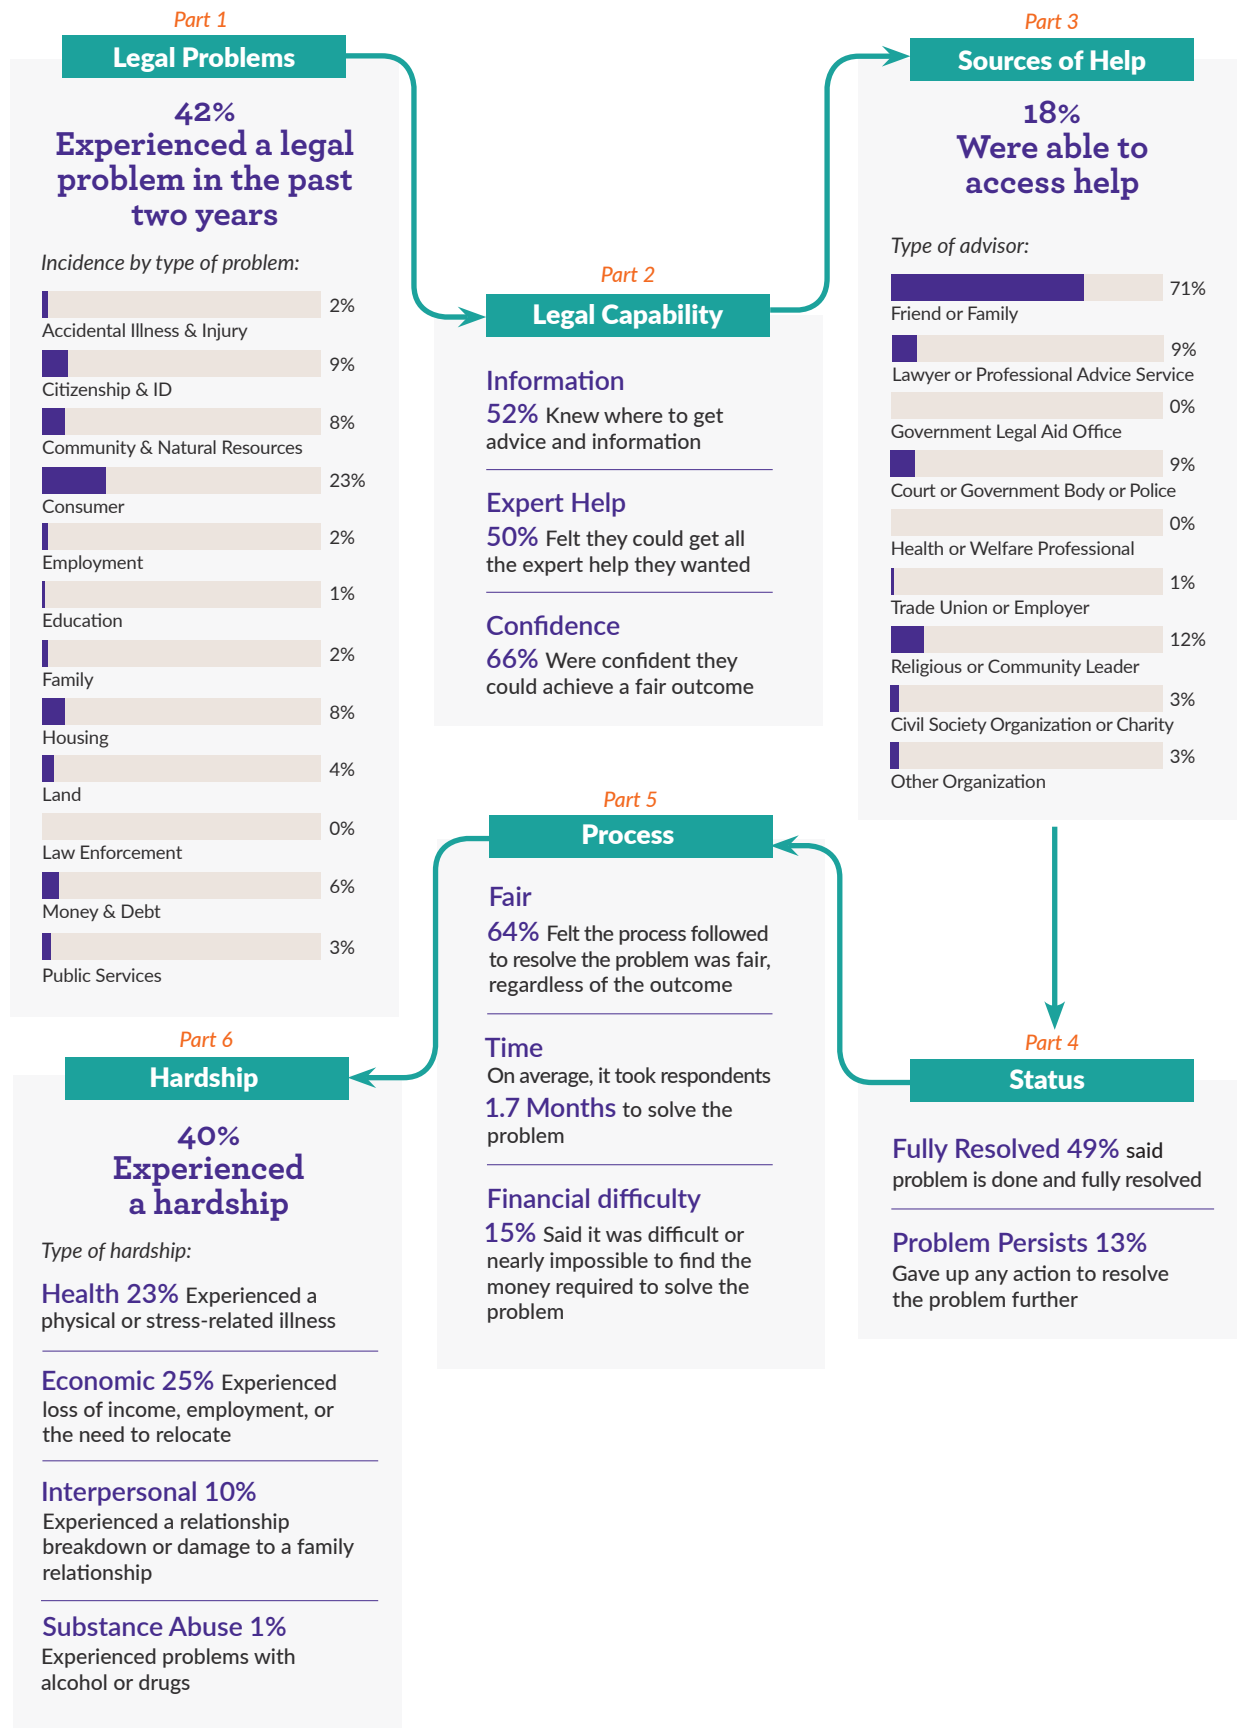 Part 1
Legal Problems
42%
Experienced a legal
problem in the past
two years
Incidence by type of problem:
2%
Accidental Illness & Injury
9%
Citizenship & ID
8%
Community & Natural Resources
23%
Consumer
2%
Employment
1%
Education
2%
Family
8%
Housing
4%
Land
0%
Law Enforcement
6%
Money & Debt
3%
Public Services
Part 2
Legal Capability
Information
52% Knew where to get
advice and information
Expert Help
50% Felt they could get all
the expert help they wanted
Confidence
66% Were confident they
could achieve a fair outcome
Part 3
Sources of Help
18%
Were able to
access help
Type of advisor:
71%
Friend or Family
9%
Lawyer or Professional Advice Service
0%
Government Legal Aid Office
9%
Court or Government Body or Police
0%
Health or Welfare Professional
1%
Trade Union or Employer
12%
Religious or Community Leader
3%
Civil Society Organization or Charity
3%
Other Organization
Part 4
Status
Fully Resolved 49% said
problem is done and fully resolved
Problem Persists 13%
Gave up any action to resolve
the problem further
Part 5
Process
Fair
64% Felt the process followed
to resolve the problem was fair,
regardless of the outcome
Time
On average, it took respondents
1.7 Months to solve the
problem
Financial difficulty
15% Said it was difficult or
nearly impossible to find the
money required to solve the
problem
Part 6
Hardship
40%
Experienced
a hardship
Type of hardship:
Health 23% Experienced a
physical or stress-related illness
Economic 25% Experienced
loss of income, employment, or
the need to relocate
Interpersonal 10%
Experienced a relationship
breakdown or damage to a family
relationship
Substance Abuse 1%
Experienced problems with
alcohol or drugs